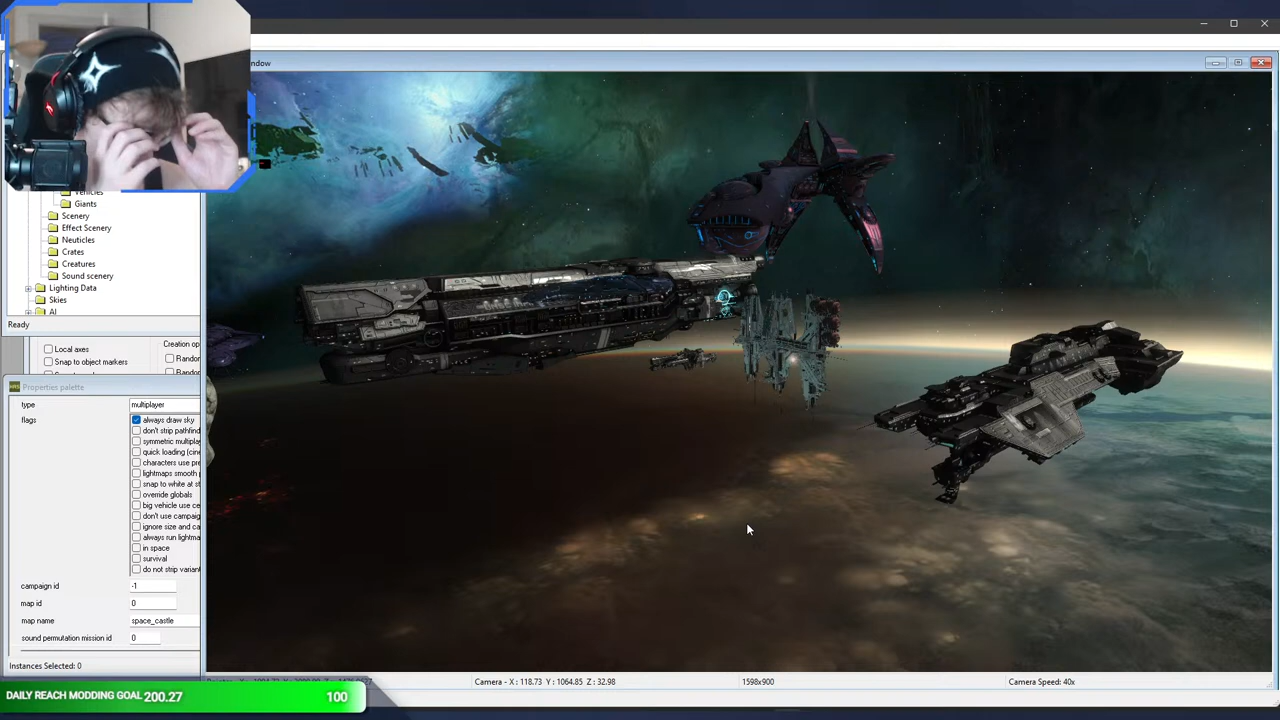 ndow
Vehicles
Giants
Scenery
Effect Scenery
Neuticles
Crates
Creatures
Sound scenery
Lighting Data
Skies
AI
Ready
Local axes
Snap to object markers
Creation op
Random
Random
Properties palette
type
multiplayer
flags
always draw sky
don't strip pathfind
symmetric multiplay
quick loading (cine
characters use pre
lightmaps smooth
snap to white at st
override globals
big vehicle use ce
don't use campaig
ignore size and ca
always run lightma
in space
survival
do not strip variant
campaign id
-1
map id
0
map name
space_castle
sound permutation mission id
0
Instances Selected: 0
Camera - X : 118.73 Y : 1064.85 Z : 32.98
1598x900
Camera Speed: 40x
DAILY REACH MODDING GOAL 200.27
100